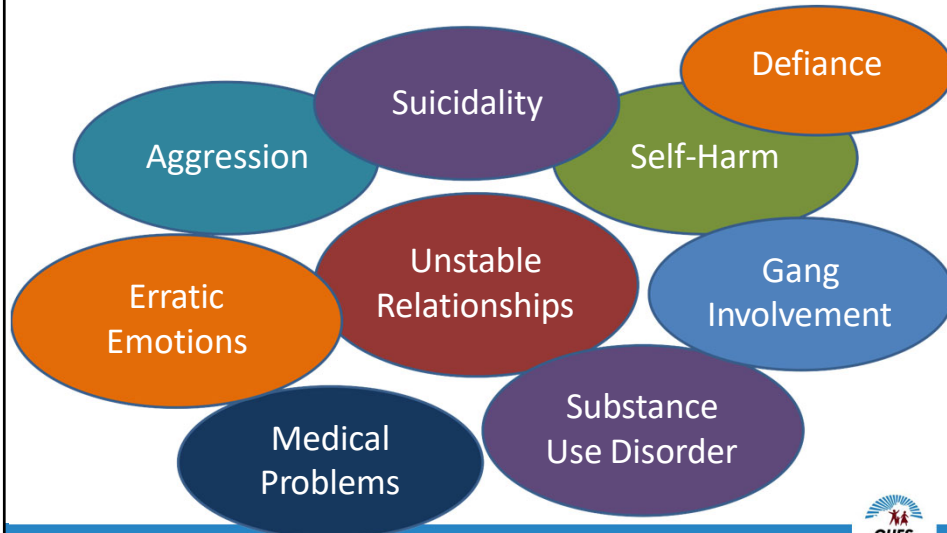 Defiance
Suicidality
Aggression
Self-Harm
Unstable
Relationships
Gang
Involvement
Erratic
Emotions
Substance
Use Disorder
Medical
Problems